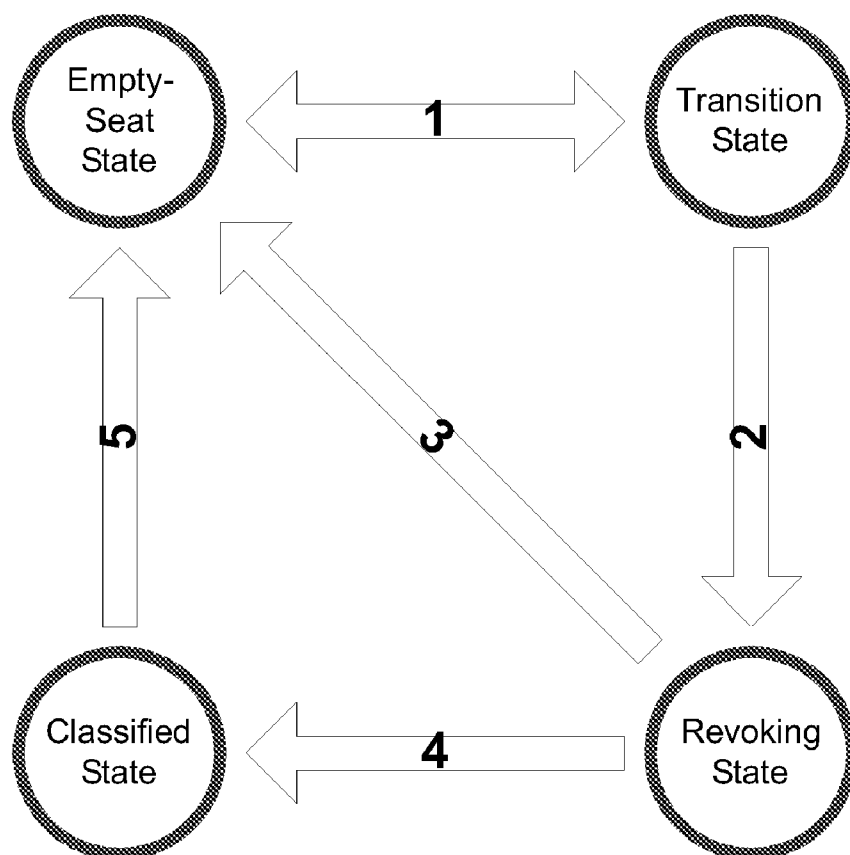 Empty-
Seat
State
1
Transition
State
3
5
2
Classified
State
4
Revoking
State